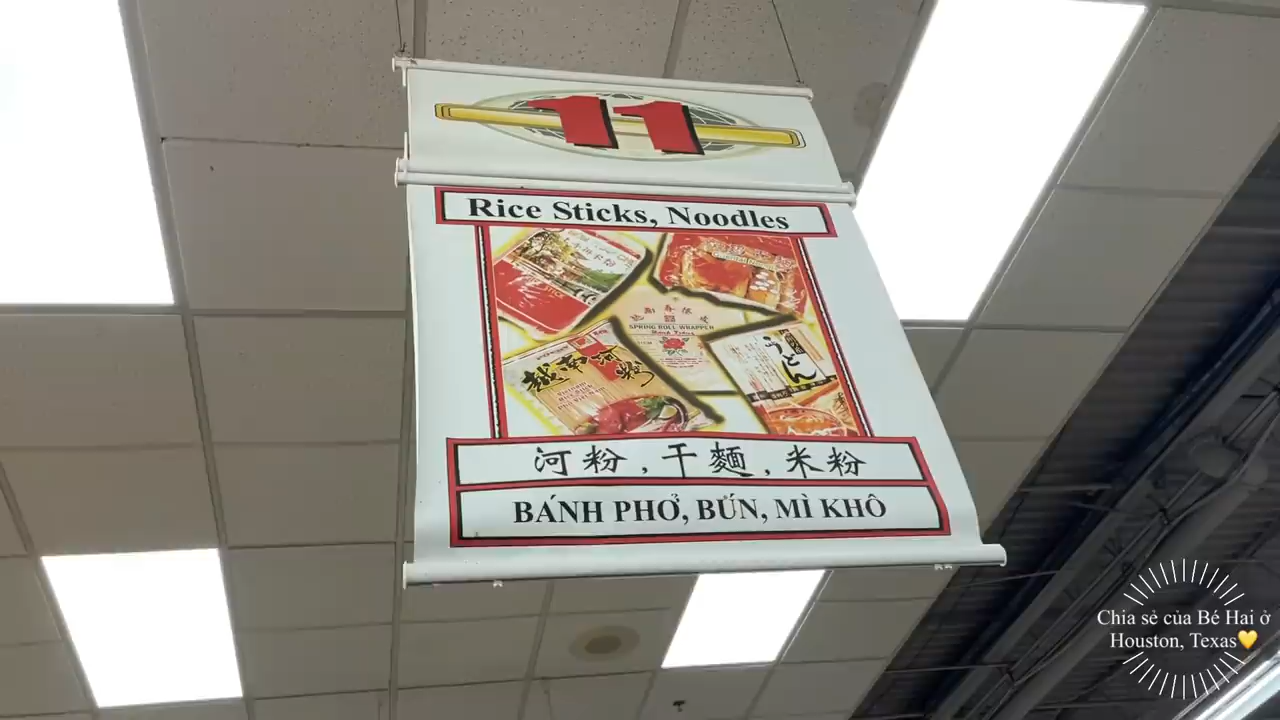 11
Rice Sticks, Noodles
SPRING ROLL WRAPPER
越南河粉
うどん
河粉,干麵,米粉
BÁNH PHỞ, BÚN, MÌ KHÔ
Chia sẻ của Bé Hai ở
Houston, Texas💛